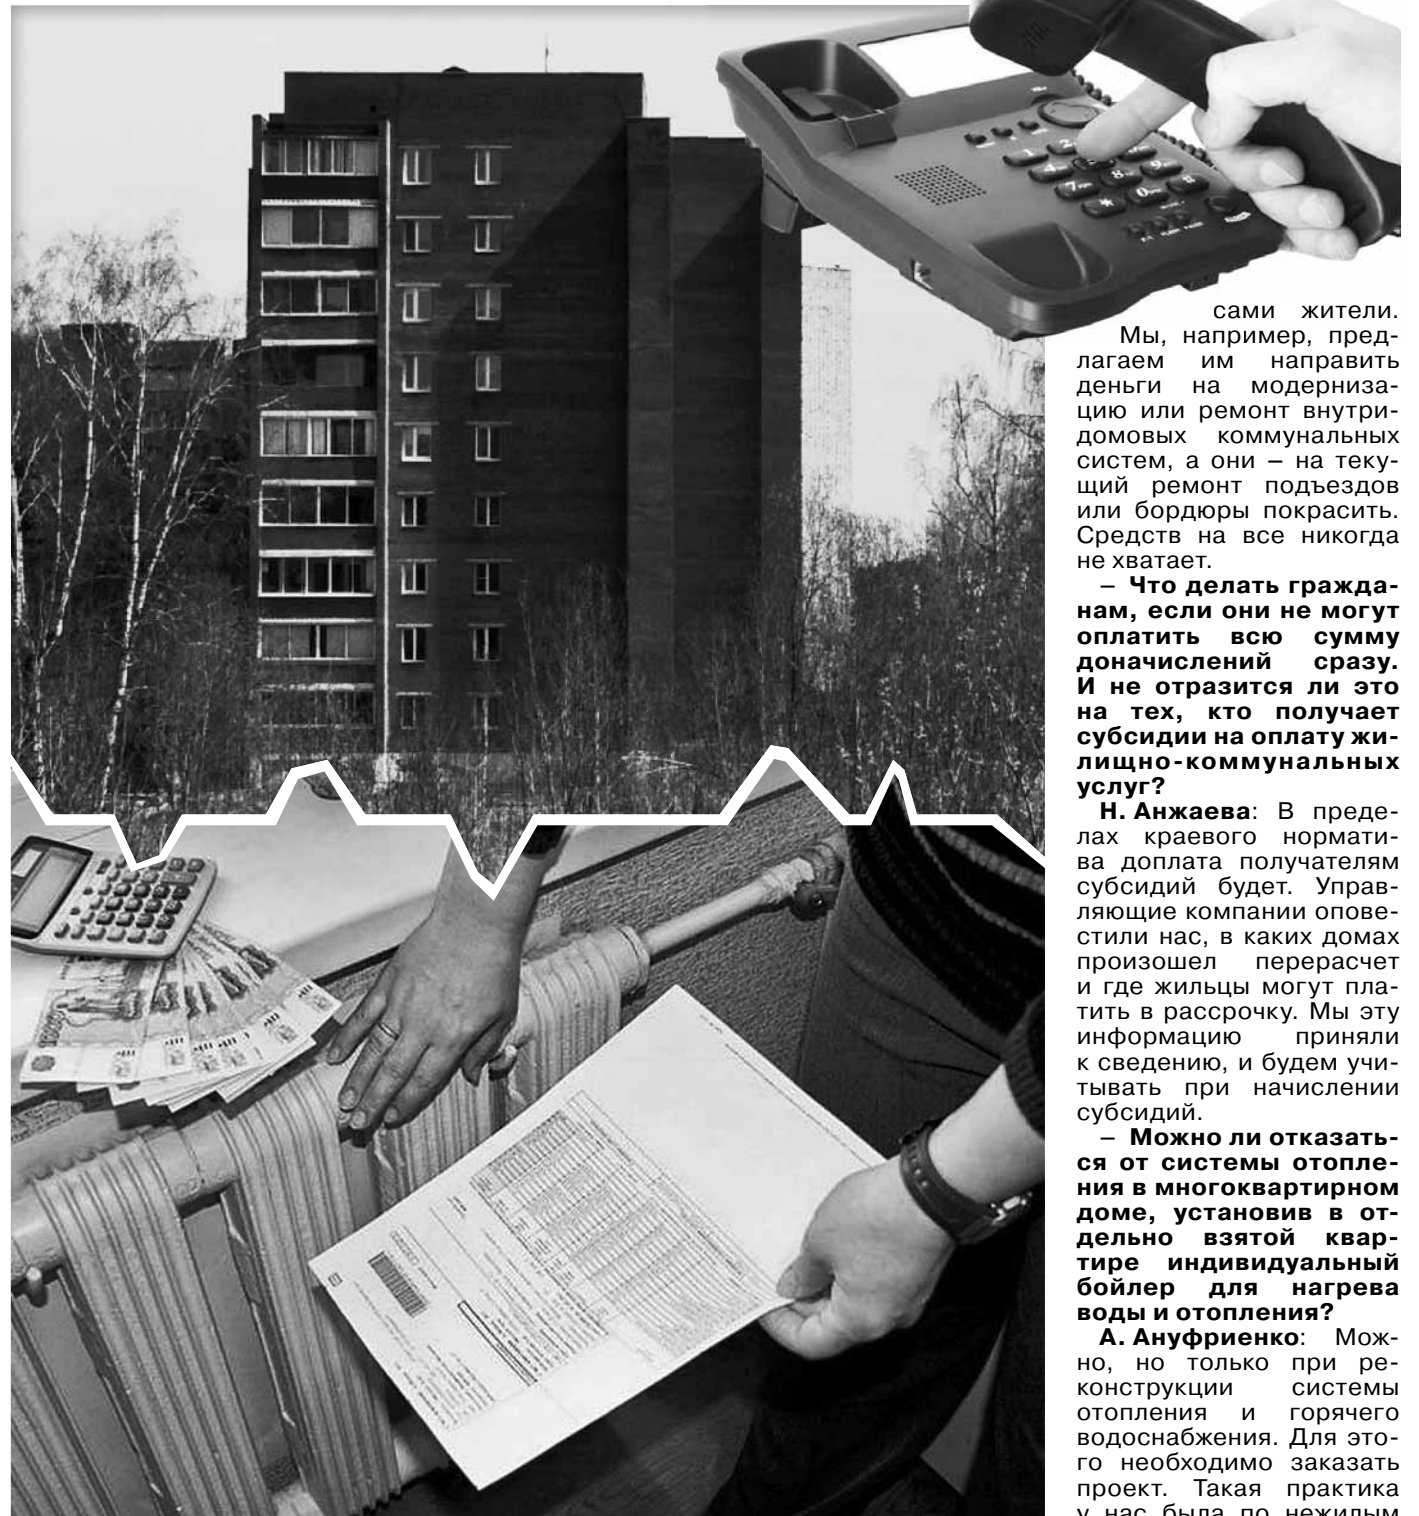 сами жители.
Мы, например, пред-
лагаем им направить
деньги на модерниза-
цию или ремонт внутри-
домовых коммунальных
систем, а они – на теку-
щий ремонт подъездов
или бордюры покрасить.
Средств на все никогда
не хватает.
– Что делать гражда-
нам, если они не могут
оплатить всю сумму
доначислений сразу.
И не отразится ли это
на тех, кто получает
субсидии на оплату жи-
лищно-коммунальных
услуг?
Н. Анжаева: В преде-
лах краевого нормати-
ва доплата получателям
субсидий будет. Управ-
ляющие компании опове-
стили нас, в каких домах
произошел перерасчет
и где жильцы могут пла-
тить в рассрочку. Мы эту
информацию приняли
к сведению, и будем учи-
тывать при начислении
субсидий.
– Можно ли отказать-
ся от системы отопле-
ния в многоквартирном
доме, установив в от-
дельно взятой квар-
тире индивидуальный
бойлер для нагрева
воды и отопления?
А. Ануфриенко: Мож-
но, но только при ре-
конструкции системы
отопления и горячего
водоснабжения. Для это-
го необходимо заказать
проект. Такая практика
у нас была по нежилым